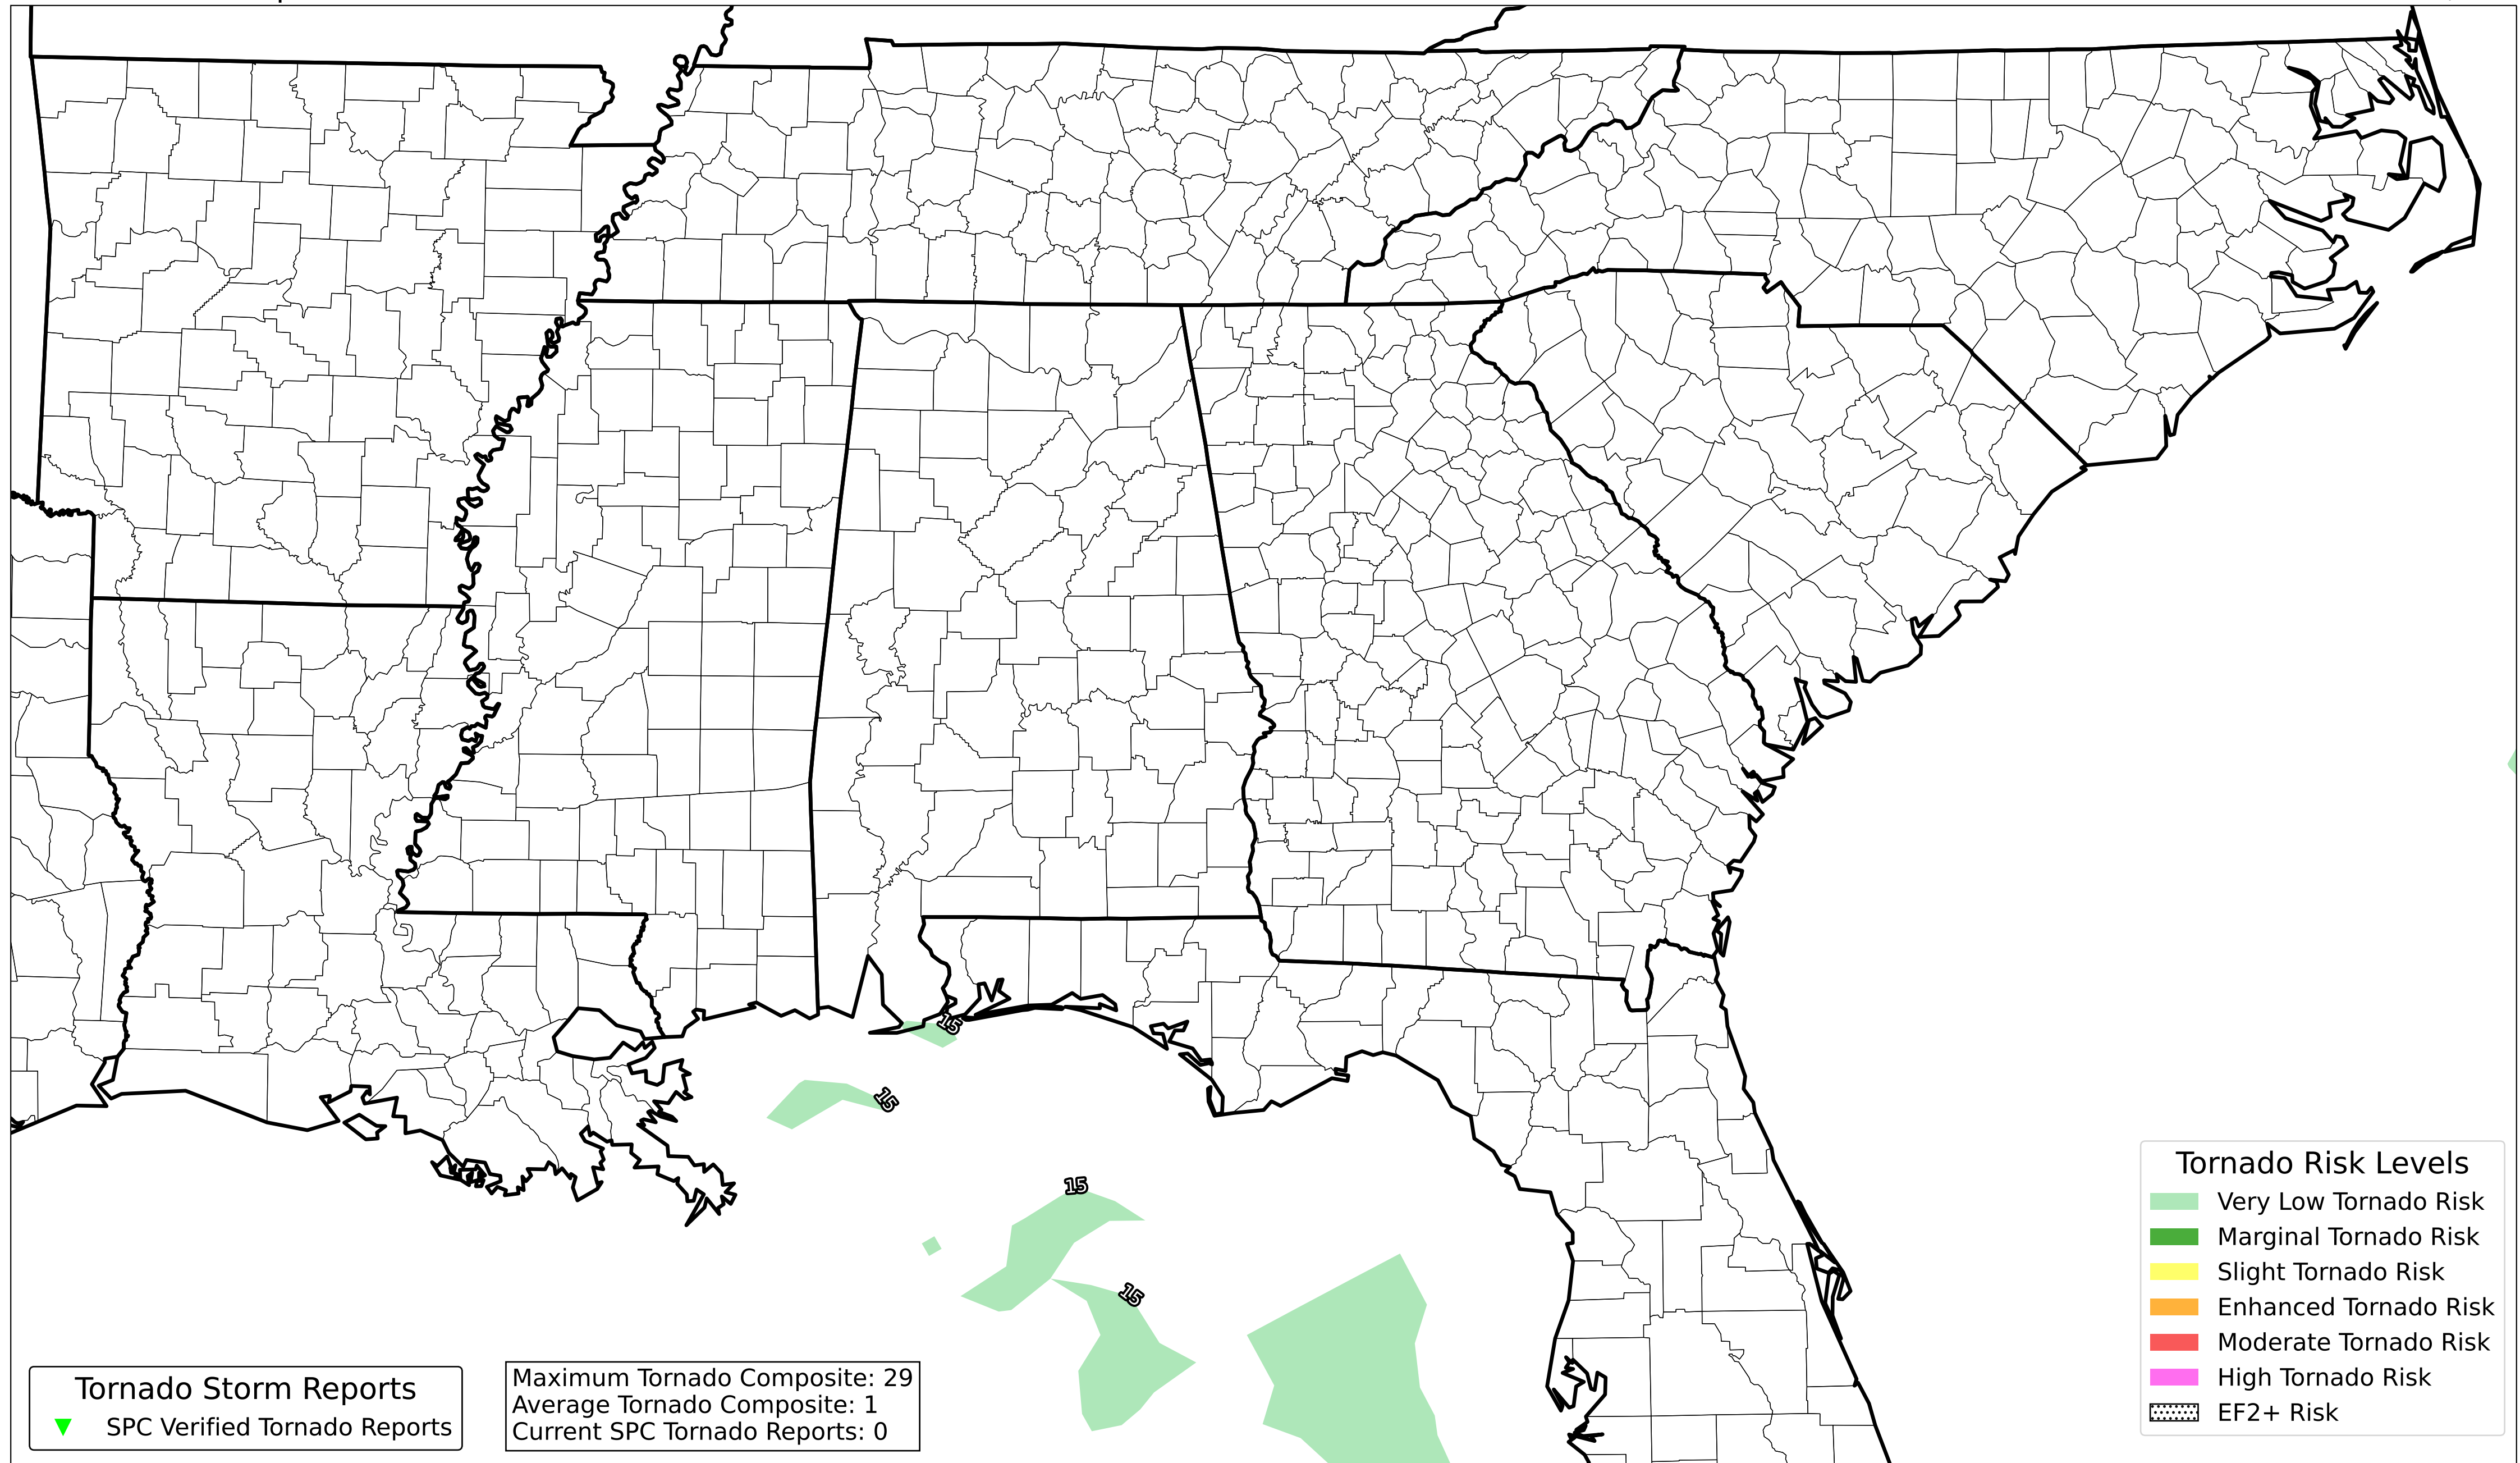 15
15
15
15
Tornado Risk Levels
Very Low Tornado Risk
Marginal Tornado Risk
Slight Tornado Risk
Enhanced Tornado Risk
Moderate Tornado Risk
High Tornado Risk
EF2+ Risk
Tornado Storm Reports
SPC Verified Tornado Reports
Maximum Tornado Composite: 29
Average Tornado Composite: 1
Current SPC Tornado Reports: 0